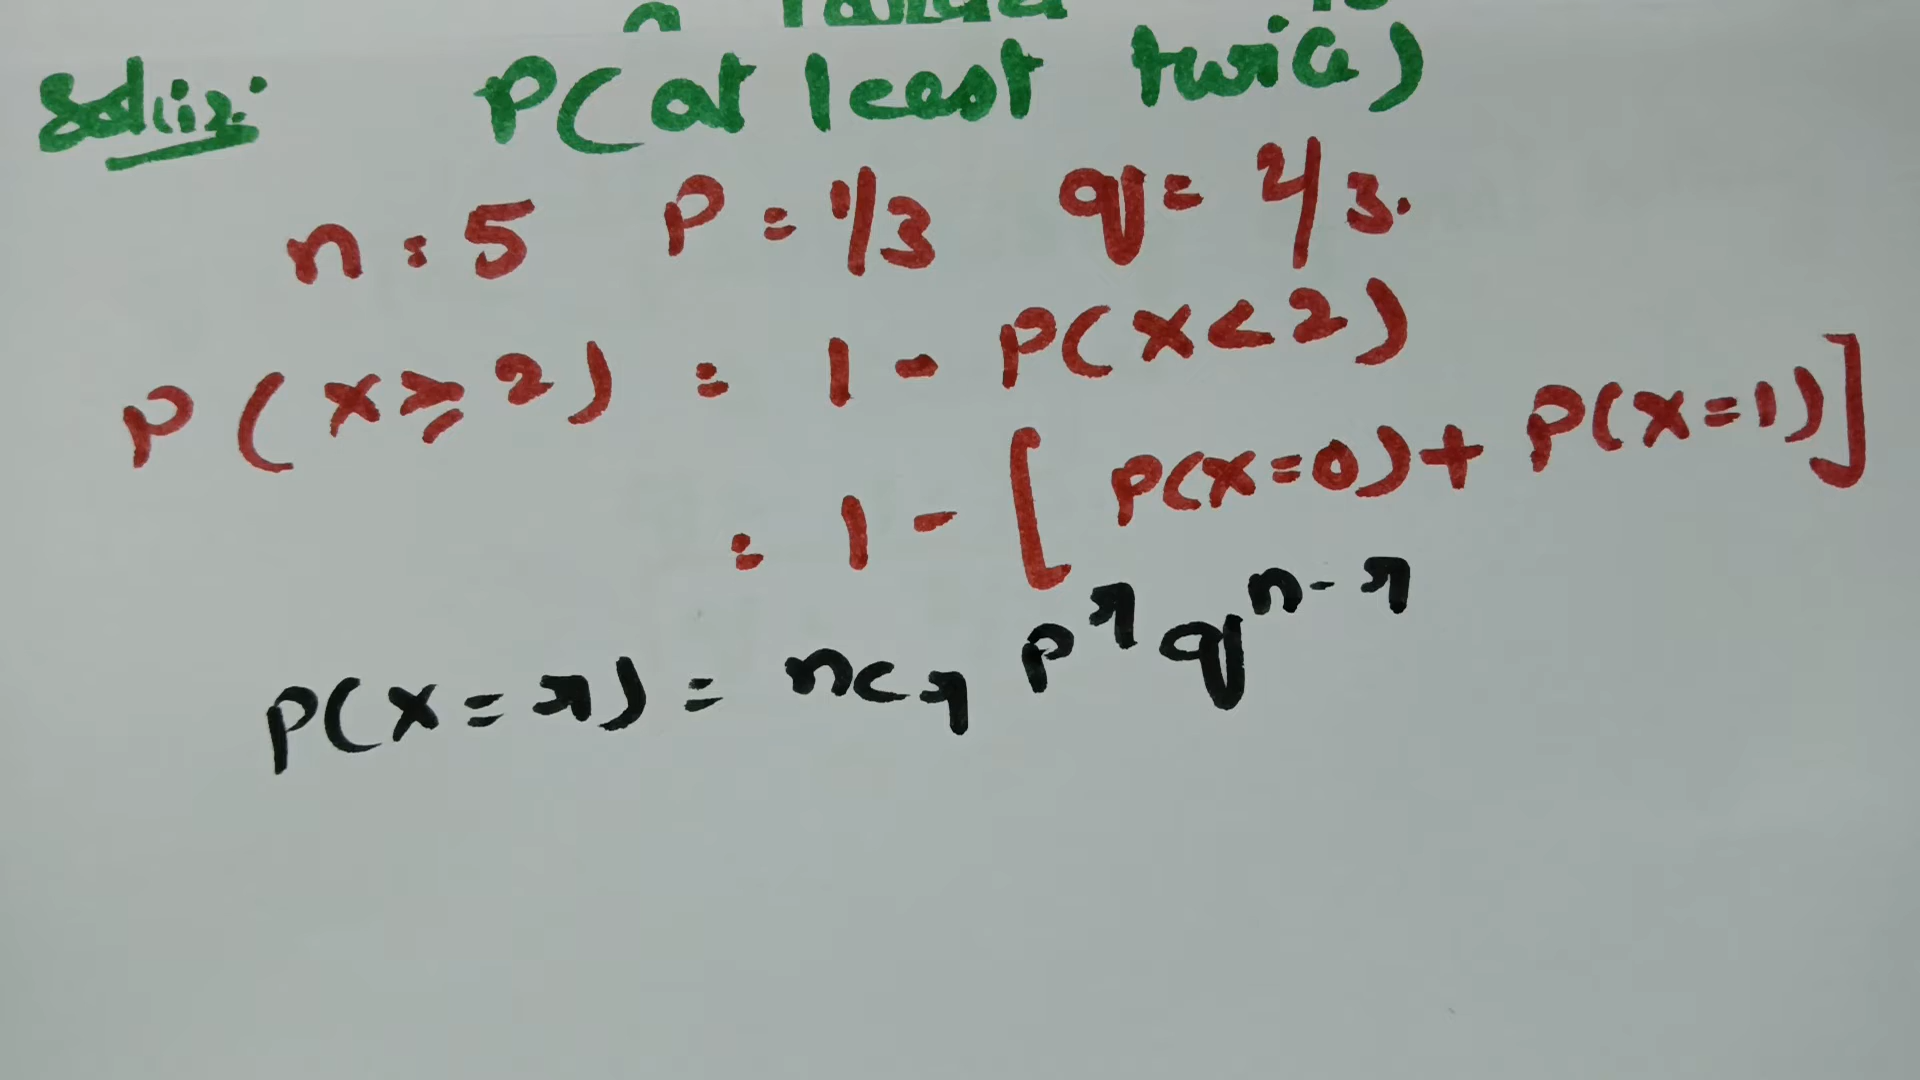 Soln:
P(at least twice)
n = 5 P = 1/3 q = 2/3.
P(x≥2) = 1 - P(x<2)
= 1 - [P(x=0) + P(x=1)]
P(x=r) = ncr p^r q^n-r